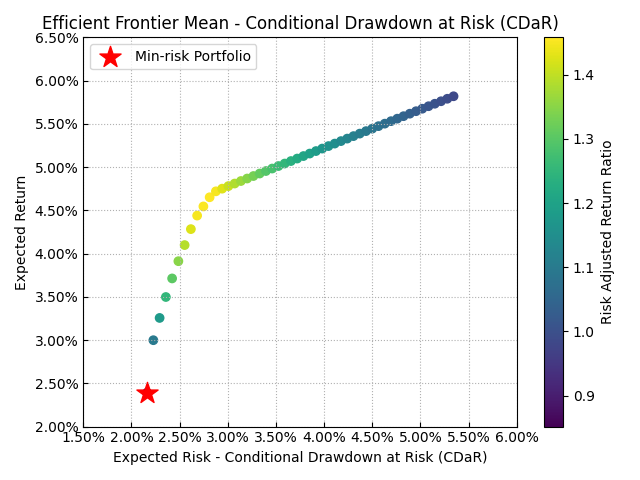 Efficient Frontier Mean - Conditional Drawdown at Risk (CDaR)
Min-risk Portfolio
6.50%
6.00%
5.50%
5.00%
4.50%
4.00%
3.50%
3.00%
2.50%
2.00%
Expected Return
1.50% 2.00% 2.50% 3.00% 3.50% 4.00% 4.50% 5.00% 5.50% 6.00%
Expected Risk - Conditional Drawdown at Risk (CDaR)
1.4
1.3
1.2
1.1
1.0
0.9
Risk Adjusted Return Ratio